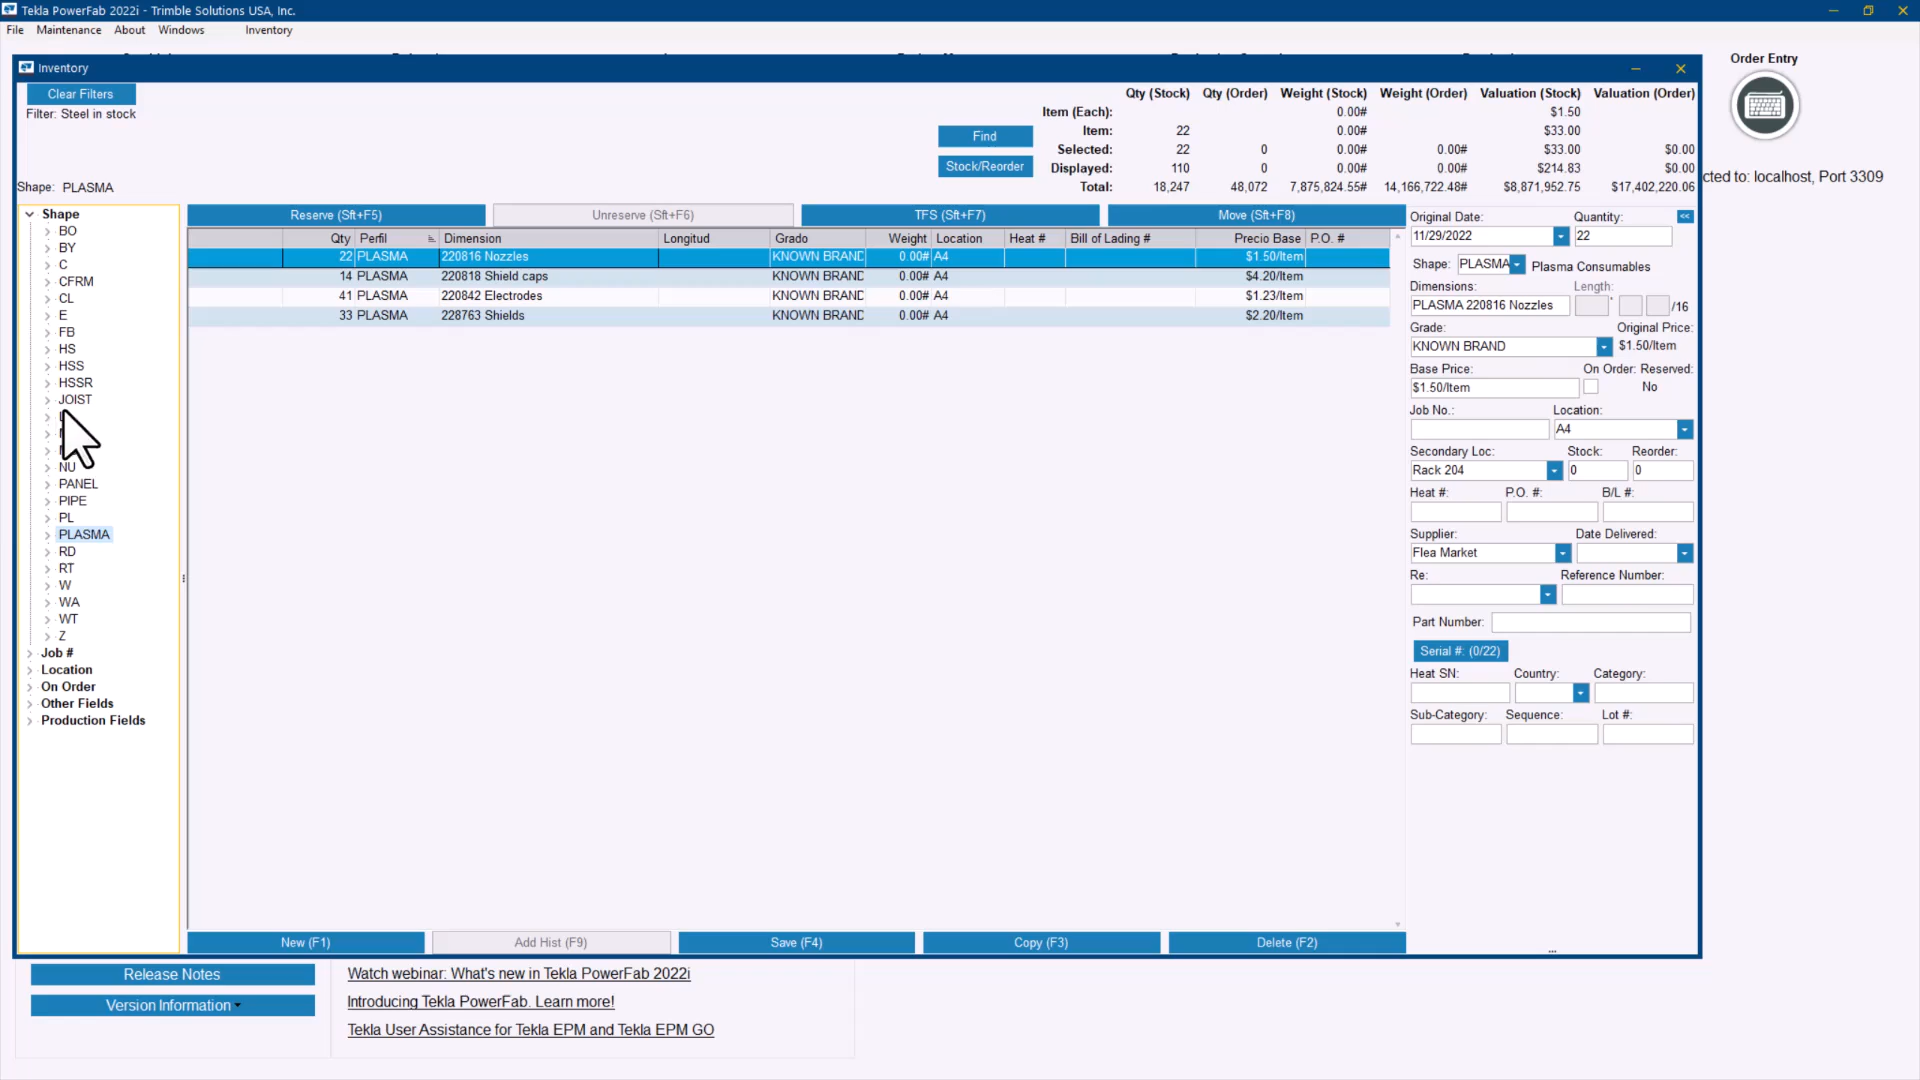 Tekla PowerFab 2022i - Trimble Solutions USA, Inc.
File Maintenance About Windows Inventory
Order Entry
Inventory
Clear Filters
Filter: Steel in stock
Qty (Stock) Qty (Order) Weight (Stock) Weight (Order) Valuation (Stock) Valuation (Order)
Item (Each): 0.00# $1.50
Find
Item: 22 0.00# $33.00
Selected: 22 0 0.00# 0.00# $33.00 $0.00
Stock/Reorder
Displayed: 110 0 0.00# 0.00# $214.83 $0.00
Total: 18,247 48,072 7,875,824.55# 14,166,722.48# $8,871,952.75 $17,402,220.06
cted to: localhost, Port 3309
Shape: PLASMA
Shape
BO
BY
C
CFRM
CL
E
FB
HS
HSS
HSSR
JOIST
NU
PANEL
PIPE
PL
PLASMA
RD
RT
W
WA
WT
Z
Job #
Location
On Order
Other Fields
Production Fields
Reserve (Sft+F5) Unreserve (Sft+F6) TFS (Sft+F7) Move (Sft+F8)
Qty Perfil Dimension Longitud Grado Weight Location Heat # Bill of Lading # Precio Base P.O. #
22 PLASMA 220816 Nozzles KNOWN BRAND 0.00# A4 $1.50/Item
14 PLASMA 220818 Shield caps KNOWN BRAND 0.00# A4 $4.20/Item
41 PLASMA 220842 Electrodes KNOWN BRAND 0.00# A4 $1.23/Item
33 PLASMA 228763 Shields KNOWN BRAND 0.00# A4 $2.20/Item
Original Date: Quantity: <<
11/29/2022 22
Shape: PLASMA Plasma Consumables
Dimensions: Length:
PLASMA 220816 Nozzles ' /16
Grade: Original Price:
KNOWN BRAND $1.50/Item
Base Price: On Order: Reserved:
$1.50/Item No
Job No.: Location:
A4
Secondary Loc: Stock: Reorder:
Rack 204 0 0
Heat #: P.O. #: B/L #:
Supplier: Date Delivered:
Flea Market
Re: Reference Number:
Part Number:
Serial #: (0/22)
Heat SN: Country: Category:
Sub-Category: Sequence: Lot #:
New (F1) Add Hist (F9) Save (F4) Copy (F3) Delete (F2)
...
Release Notes
Version Information
Watch webinar: What's new in Tekla PowerFab 2022i
Introducing Tekla PowerFab. Learn more!
Tekla User Assistance for Tekla EPM and Tekla EPM GO